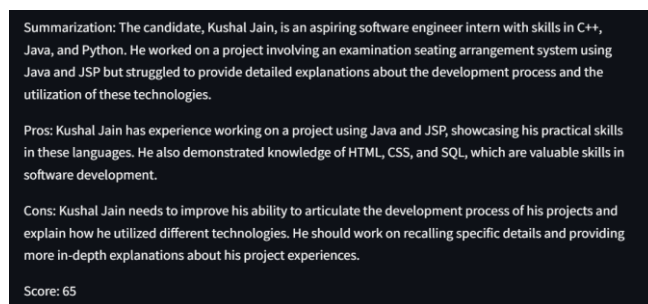 Summarization: The candidate, Kushal Jain, is an aspiring software engineer intern with skills in C++,
Java, and Python. He worked on a project involving an examination seating arrangement system using
Java and JSP but struggled to provide detailed explanations about the development process and the
utilization of these technologies.
Pros: Kushal Jain has experience working on a project using Java and JSP, showcasing his practical skills
in these languages. He also demonstrated knowledge of HTML, CSS, and SQL, which are valuable skills in
software development.
Cons: Kushal Jain needs to improve his ability to articulate the development process of his projects and
explain how he utilized different technologies. He should work on recalling specific details and providing
more in-depth explanations about his project experiences.
Score: 65